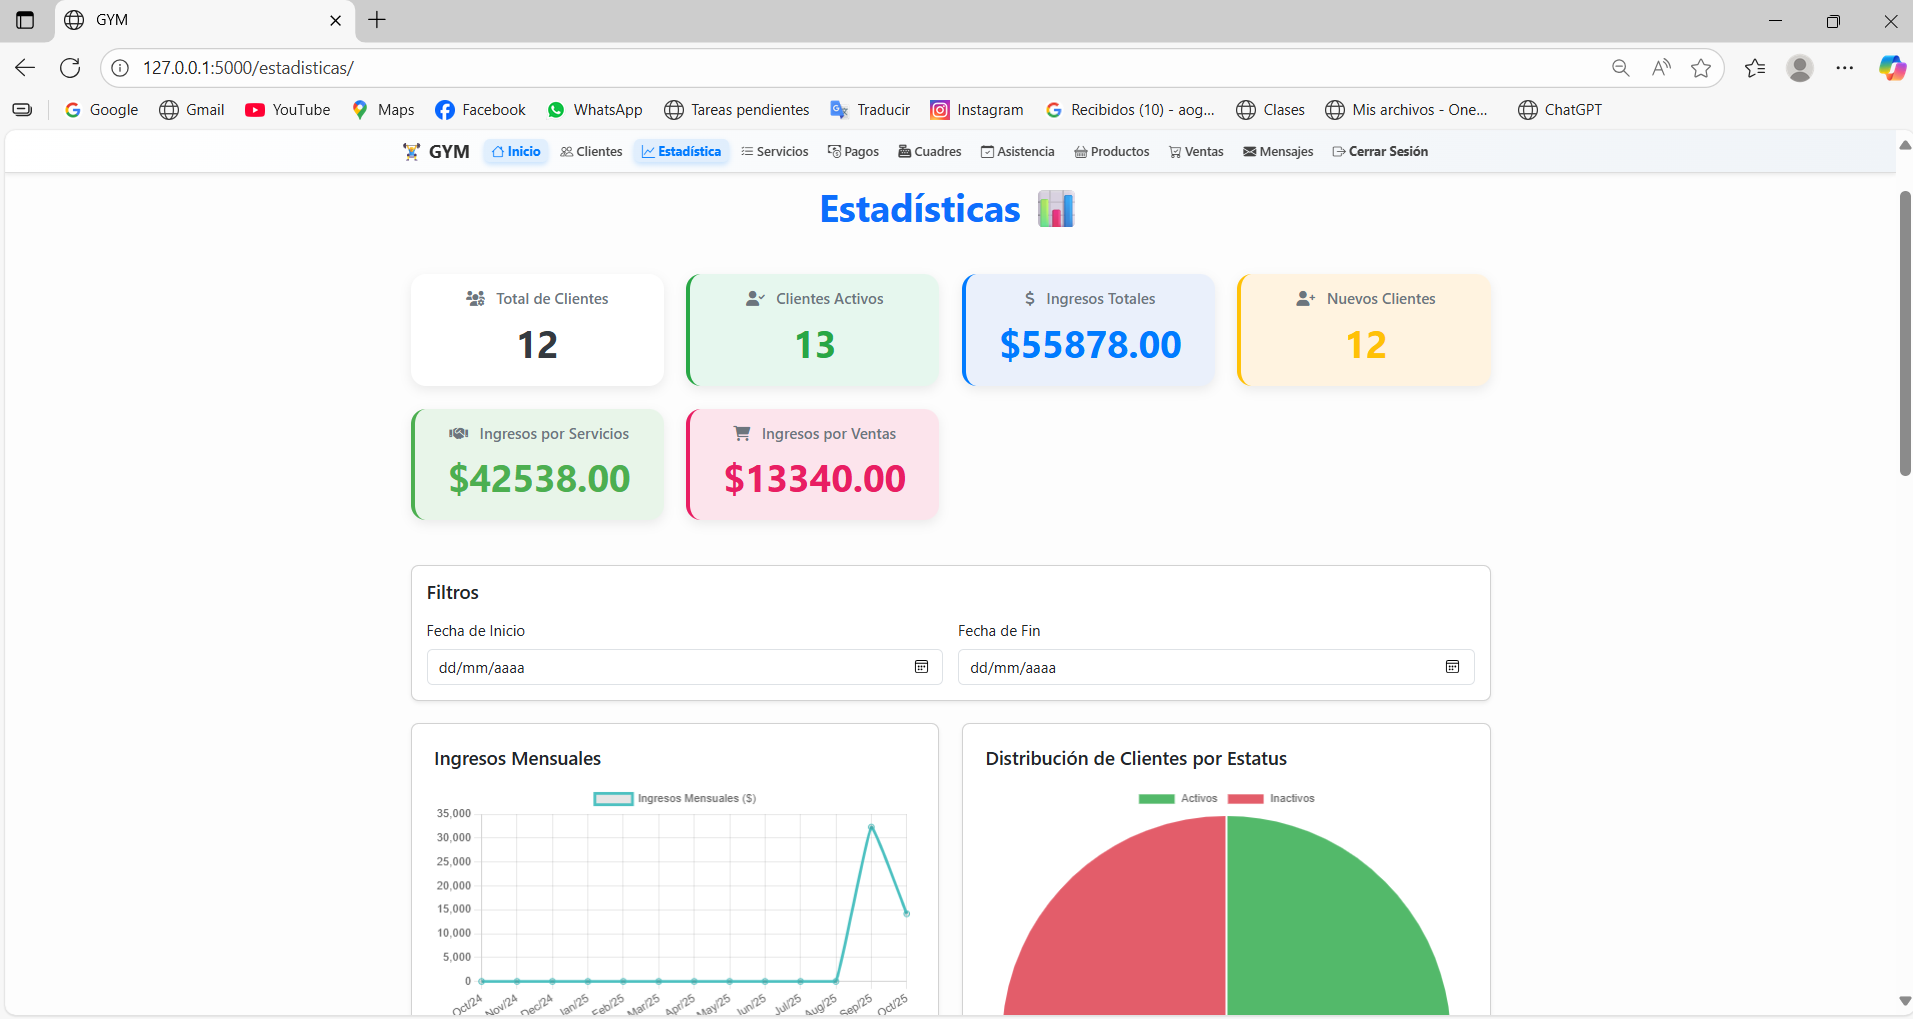 GYM
127.0.0.1:5000/estadisticas/
Google Gmail YouTube Maps Facebook WhatsApp Tareas pendientes Traducir Instagram Recibidos (10) - aog... Clases Mis archivos - One... ChatGPT
GYM Inicio Clientes Estadística Servicios Pagos Cuadres Asistencia Productos Ventas Mensajes Cerrar Sesión
Estadísticas
Total de Clientes
12
Clientes Activos
13
$ Ingresos Totales
$55878.00
Nuevos Clientes
12
Ingresos por Servicios
$42538.00
Ingresos por Ventas
$13340.00
Filtros
Fecha de Inicio
dd/mm/aaaa
Fecha de Fin
dd/mm/aaaa
Ingresos Mensuales
Ingresos Mensuales ($)
35,000
30,000
25,000
20,000
15,000
10,000
5,000
0
Oct/24 Nov/24 Dec/24 Jan/25 Feb/25 Mar/25 Apr/25 May/25 Jun/25 Jul/25 Aug/25 Sep/25 Oct/25
Distribución de Clientes por Estatus
Activos Inactivos